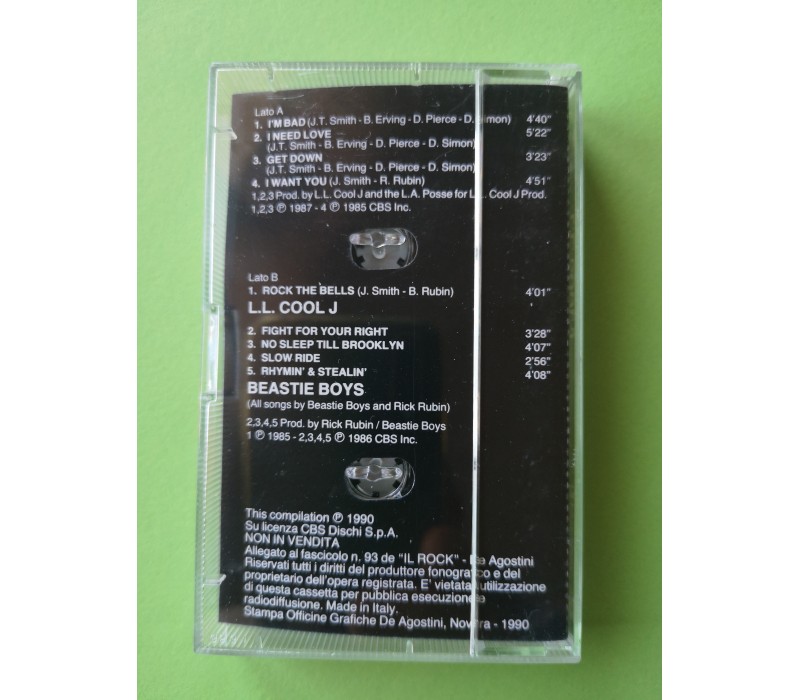 Lato A
1. I'M BAD (J.T. Smith - B. Erving - D. Pierce - D. Simon) 4'40"
2. I NEED LOVE 5'22"
(J.T. Smith - B. Erving - D. Pierce - D. Simon)
3. GET DOWN 3'23"
(J.T. Smith - B. Erving - D. Pierce - D. Simon)
4. I WANT YOU (J. Smith - R. Rubin) 4'51"
1,2,3 Prod. by L.L. Cool J and the L.A. Posse for L.L. Cool J Prod.
1,2,3 ℗ 1987 - 4 ℗ 1985 CBS Inc.
Lato B
1. ROCK THE BELLS (J. Smith - B. Rubin) 4'01"
L.L. COOL J
2. FIGHT FOR YOUR RIGHT 3'28"
3. NO SLEEP TILL BROOKLYN 4'07"
4. SLOW RIDE 2'56"
5. RHYMIN' & STEALIN' 4'08"
BEASTIE BOYS
(All songs by Beastie Boys and Rick Rubin)
2,3,4,5 Prod. by Rick Rubin / Beastie Boys
1 ℗ 1985 - 2,3,4,5 ℗ 1986 CBS Inc.
This compilation ℗ 1990
Su licenza CBS Dischi S.p.A.
NON IN VENDITA
Allegato al fascicolo n. 93 de "IL ROCK" - De Agostini
Riservati tutti i diritti del produttore fonografico e del
proprietario dell'opera registrata. E' vietata utilizzazione
di questa cassetta per pubblica esecuzione e
radiodiffusione. Made in Italy.
Stampa Officine Grafiche De Agostini, Novara - 1990